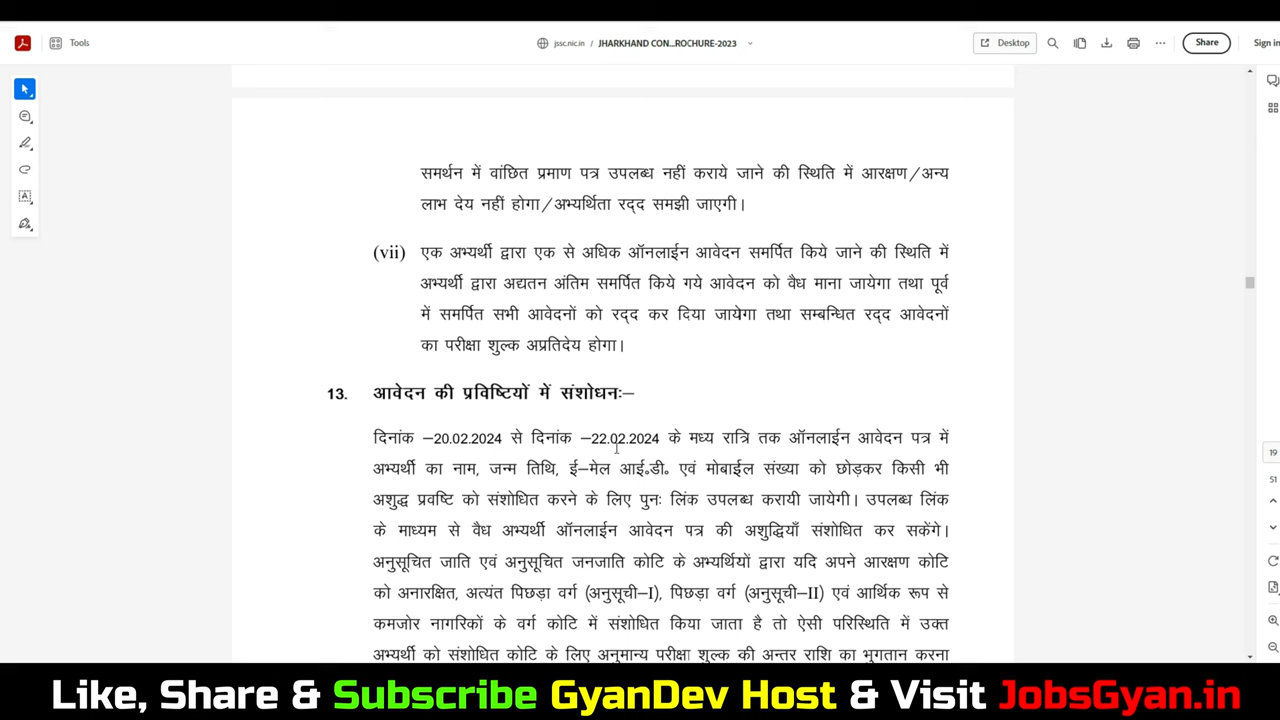 Tools
jssc.nic.in / JHARKHAND CON...ROCHURE-2023
Desktop
Share
Sign in
समर्थन में वांछित प्रमाण पत्र उपलब्ध नहीं कराये जाने की स्थिति में आरक्षण/अन्य
लाभ देय नहीं होगा/अभ्यर्थिता रद्द समझी जाएगी।
(vii) एक अभ्यर्थी द्वारा एक से अधिक ऑनलाईन आवेदन समर्पित किये जाने की स्थिति में
अभ्यर्थी द्वारा अद्यतन अंतिम समर्पित किये गये आवेदन को वैध माना जायेगा तथा पूर्व
में समर्पित सभी आवेदनों को रद्द कर दिया जायेगा तथा सम्बन्धित रद्द आवेदनों
का परीक्षा शुल्क अप्रतिदेय होगा।
13. आवेदन की प्रविष्टियों में संशोधनः–
दिनांक –20.02.2024 से दिनांक –22.02.2024 के मध्य रात्रि तक ऑनलाईन आवेदन पत्र में
अभ्यर्थी का नाम, जन्म तिथि, ई–मेल आई॰डी॰ एवं मोबाईल संख्या को छोड़कर किसी भी
अशुद्ध प्रवष्टि को संशोधित करने के लिए पुनः लिंक उपलब्ध करायी जायेगी। उपलब्ध लिंक
के माध्यम से वैध अभ्यर्थी ऑनलाईन आवेदन पत्र की अशुद्धियाँ संशोधित कर सकेंगे।
अनुसूचित जाति एवं अनुसूचित जनजाति कोटि के अभ्यर्थियों द्वारा यदि अपने आरक्षण कोटि
को अनारक्षित, अत्यंत पिछड़ा वर्ग (अनुसूची–I), पिछड़ा वर्ग (अनुसूची–II) एवं आर्थिक रूप से
कमजोर नागरिकों के वर्ग कोटि में संशोधित किया जाता है तो ऐसी परिस्थिति में उक्त
अभ्यर्थी को संशोधित कोटि के लिए अनुमान्य परीक्षा शुल्क की अन्तर राशि का भुगतान करना
19
51
Like, Share & Subscribe GyanDev Host & Visit JobsGyan.in